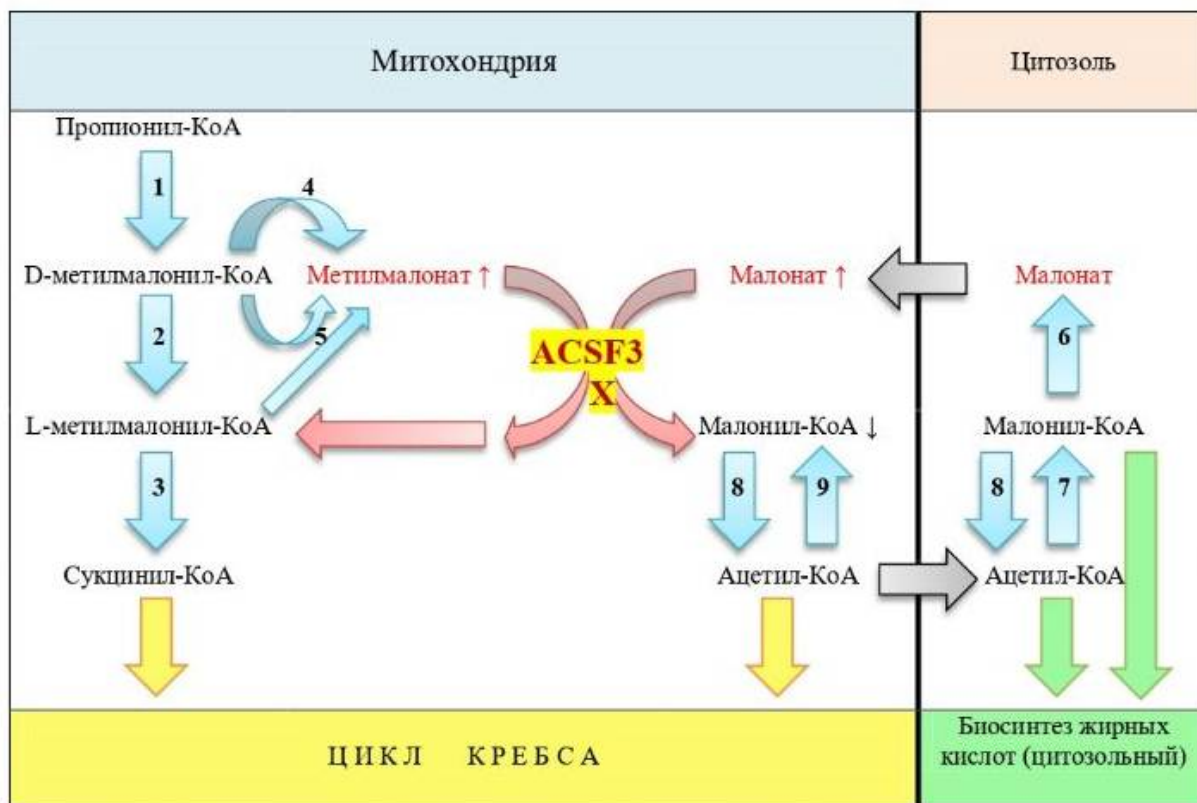 Митохондрия
Цитозоль
Пропионил-КоА
1
4
D-метилмалонил-КоА
Метилмалонат ↑
Малонат ↑
Малонат
2
5
6
ACSF3
X
L-метилмалонил-КоА
Малонил-КоА ↓
Малонил-КоА
3
8
9
8
7
Сукцинил-КоА
Ацетил-КоА
Ацетил-КоА
ЦИКЛ КРЕБСА
Биосинтез жирных
кислот (цитозольный)